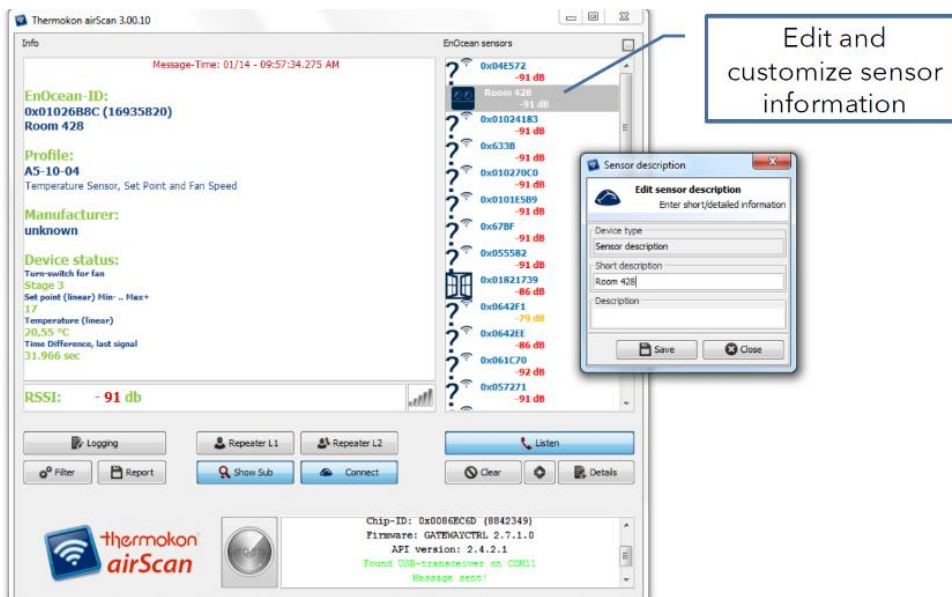 Thermokon airScan 3.00.10
Info
Message-Time: 01/14 - 09:57:34.275 AM
EnOcean-ID:
0x01026B8C (16935820)
Room 428
Profile:
A5-10-04
Temperature Sensor, Set Point and Fan Speed
Manufacturer:
unknown
Device status:
Turn-switch for fan
Stage 3
Set point (linear) Min- .. Max+
17
Temperature (linear)
20,55 °C
Time Difference, last signal
31.966 sec
RSSI: - 91 db
EnOcean sensors
0x04E572
-91 dB
Room 428
-91 dB
0x01024183
-91 dB
0x6338
-91 dB
0x010270C0
-91 dB
0x0101E5B9
-91 dB
0x67BF
-91 dB
0x055582
-91 dB
0x01821739
-86 dB
0x0642F1
-79 dB
0x0642EE
-86 dB
0x061C70
-92 dB
0x057271
-91 dB
Edit and
customize sensor
information
Sensor description
Edit sensor description
Enter short/detailed information
Device type
Sensor description
Short description
Room 428
Description
Save Close
Logging Repeater L1 Repeater L2 Listen
Filter Report Show Sub Connect Clear Details
thermokon
airScan
Chip-ID: 0x0086EC6D (8842349)
Firmware: GATEWAYCTRL 2.7.1.0
API version: 2.4.2.1
Found USB-transceiver on COM11
Message sent!